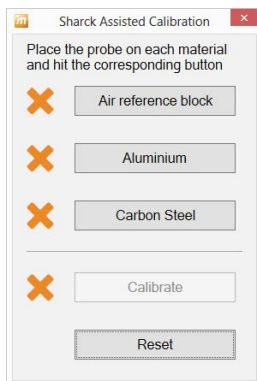 Sharck Assisted Calibration
Place the probe on each material
and hit the corresponding button
Air reference block
Aluminium
Carbon Steel
Calibrate
Reset